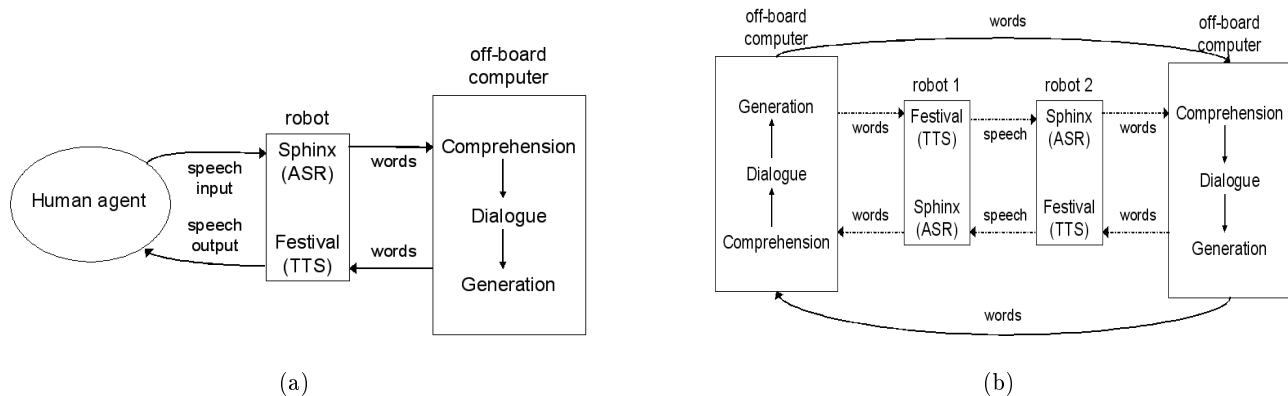 off-board
computer
robot
Human agent
speech
input
speech
output
Sphinx
(ASR)
Festival
(TTS)
words
words
Comprehension
Dialogue
Generation
(a)
words
off-board
computer
off-board
computer
robot 1
robot 2
Generation
Dialogue
Comprehension
words
Festival
(TTS)
speech
Sphinx
(ASR)
words
words
Sphinx
(ASR)
speech
Festival
(TTS)
words
Comprehension
Dialogue
Generation
words
(b)